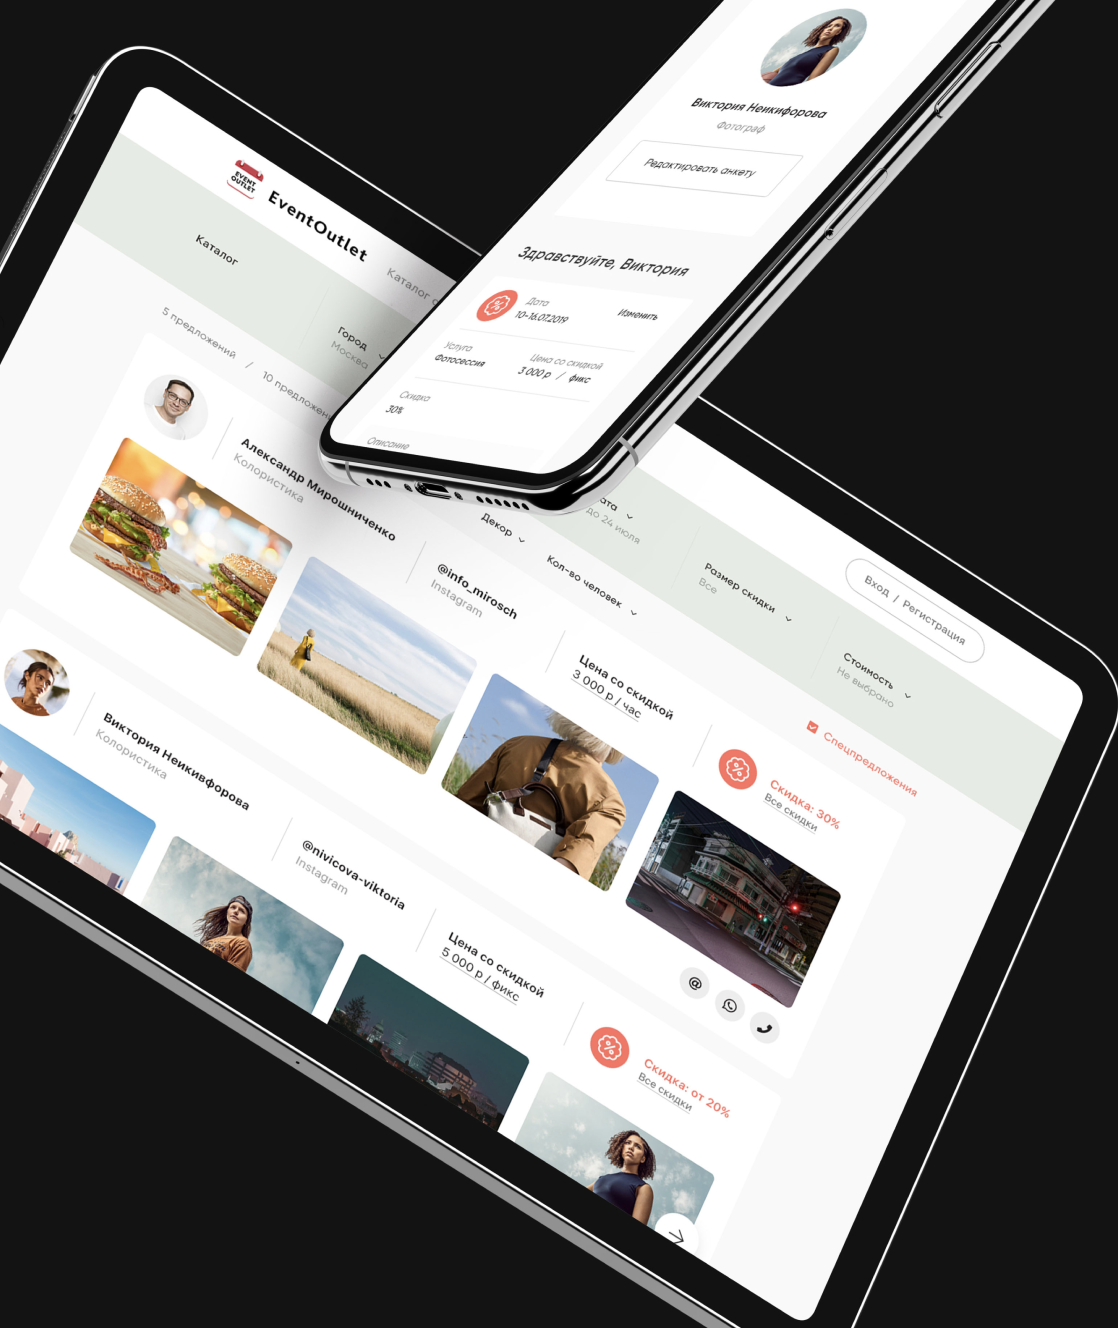 Виктория Неикифорова
Фотограф
Редактировать анкету
Здравствуйте, Виктория
Дата
10-16.07.2019
Изменить
Услуга
Фотосессия
Цена со скидкой
3 000 р / фикс
Скидка
30%
Описание
EVENT
OUTLET
EventOutlet
Каталог
Вход / Регистрация
Каталог
Город
Москва
до 24 июля
Размер скидки
Все
Стоимость
Не выбрано
Декор
Кол-во человек
Спецпредложения
5 предложений / 10 предложен
Александр Мирошниченко
Колористика
@info_mirosch
Instagram
Цена со скидкой
3 000 р / час
Скидка: 30%
Все скидки
Виктория Неикивфорова
Колористика
@nivicova-viktoria
Instagram
Цена со скидкой
5 000 р / фикс
Скидка: от 20%
Все скидки